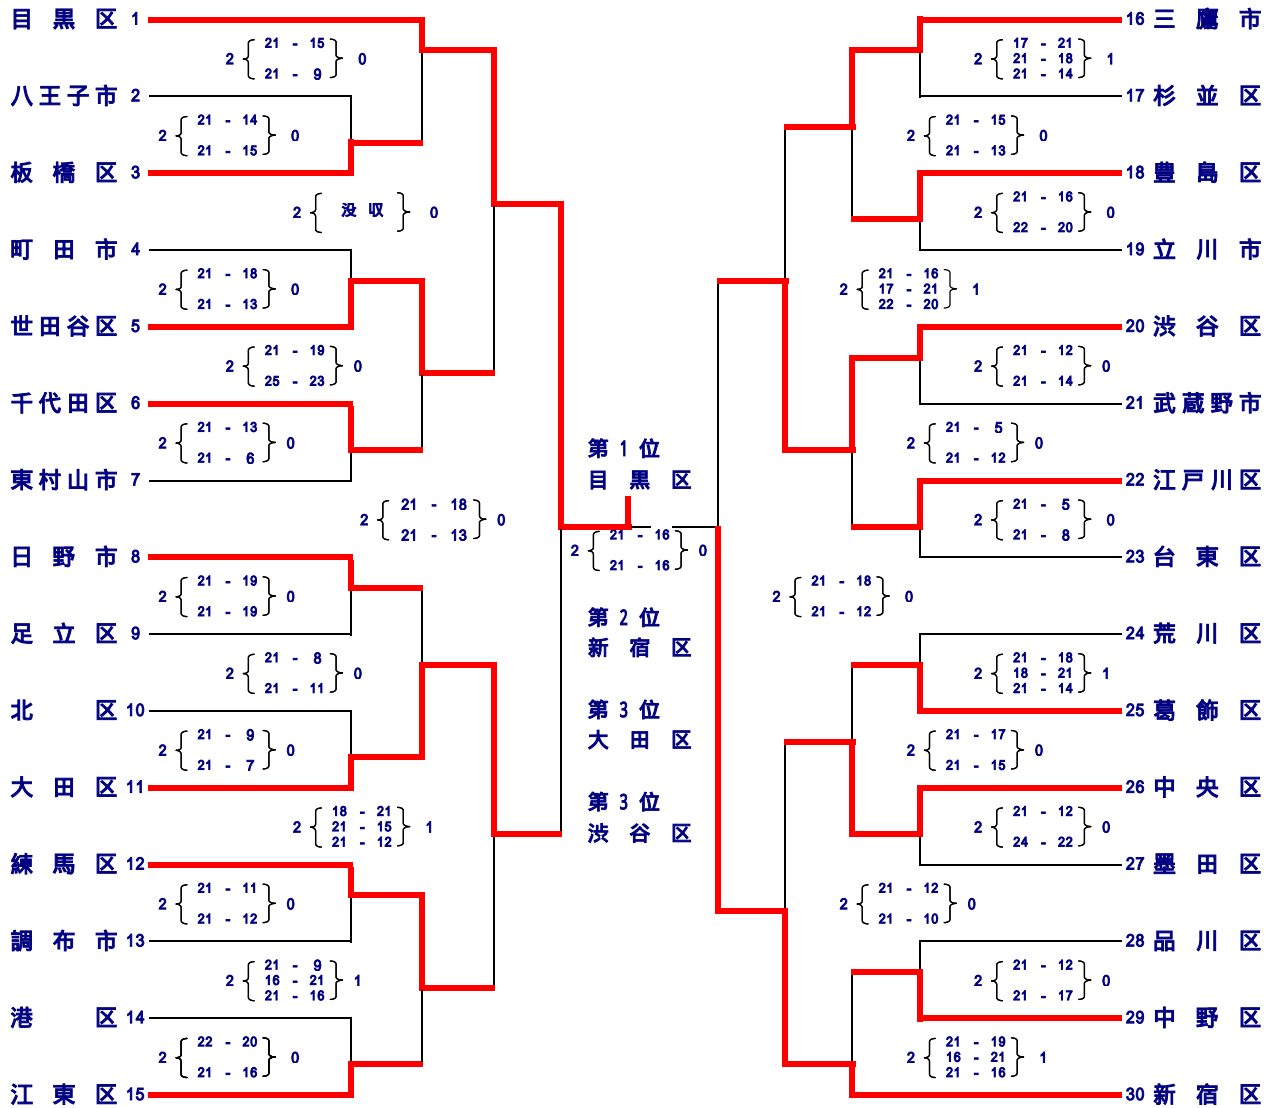 目黒区 1
2 21 - 15 0
21 - 9
八王子市 2
2 21 - 14 0
21 - 15
板橋区 3
2 没収 0
町田市 4
2 21 - 18 0
21 - 13
世田谷区 5
2 21 - 19 0
25 - 23
千代田区 6
2 21 - 13 0
21 - 6
東村山市 7
2 21 - 18 0
21 - 13
日野市 8
2 21 - 19 0
21 - 19
足立区 9
2 21 - 8 0
21 - 11
北区 10
2 21 - 9 0
21 - 7
大田区 11
18 - 21
2 21 - 15 1
21 - 12
練馬区 12
2 21 - 11 0
21 - 12
調布市 13
21 - 9
2 16 - 21 1
21 - 16
港区 14
2 22 - 20 0
21 - 16
江東区 15
第1位
目黒区
2 21 - 16 0
21 - 16
第2位
新宿区
第3位
大田区
第3位
渋谷区
16 三鷹市
17 - 21
2 21 - 18 1
21 - 14
17 杉並区
2 21 - 15 0
21 - 13
18 豊島区
2 21 - 16 0
22 - 20
19 立川市
21 - 16
2 17 - 21 1
22 - 20
20 渋谷区
2 21 - 12 0
21 - 14
21 武蔵野市
2 21 - 5 0
21 - 12
22 江戸川区
2 21 - 5 0
21 - 8
23 台東区
2 21 - 18 0
21 - 12
24 荒川区
21 - 18
2 18 - 21 1
21 - 14
25 葛飾区
2 21 - 17 0
21 - 15
26 中央区
2 21 - 12 0
24 - 22
27 墨田区
2 21 - 12 0
21 - 10
28 品川区
2 21 - 12 0
21 - 17
29 中野区
21 - 19
2 16 - 21 1
21 - 16
30 新宿区